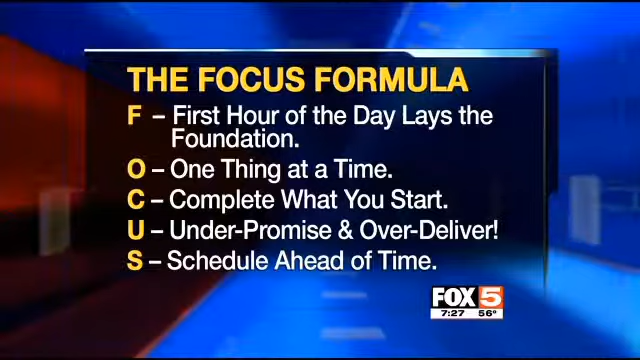 THE FOCUS FORMULA
F – First Hour of the Day Lays the
Foundation.
O – One Thing at a Time.
C – Complete What You Start.
U – Under-Promise & Over-Deliver!
S – Schedule Ahead of Time.
FOX 5
7:27 56°